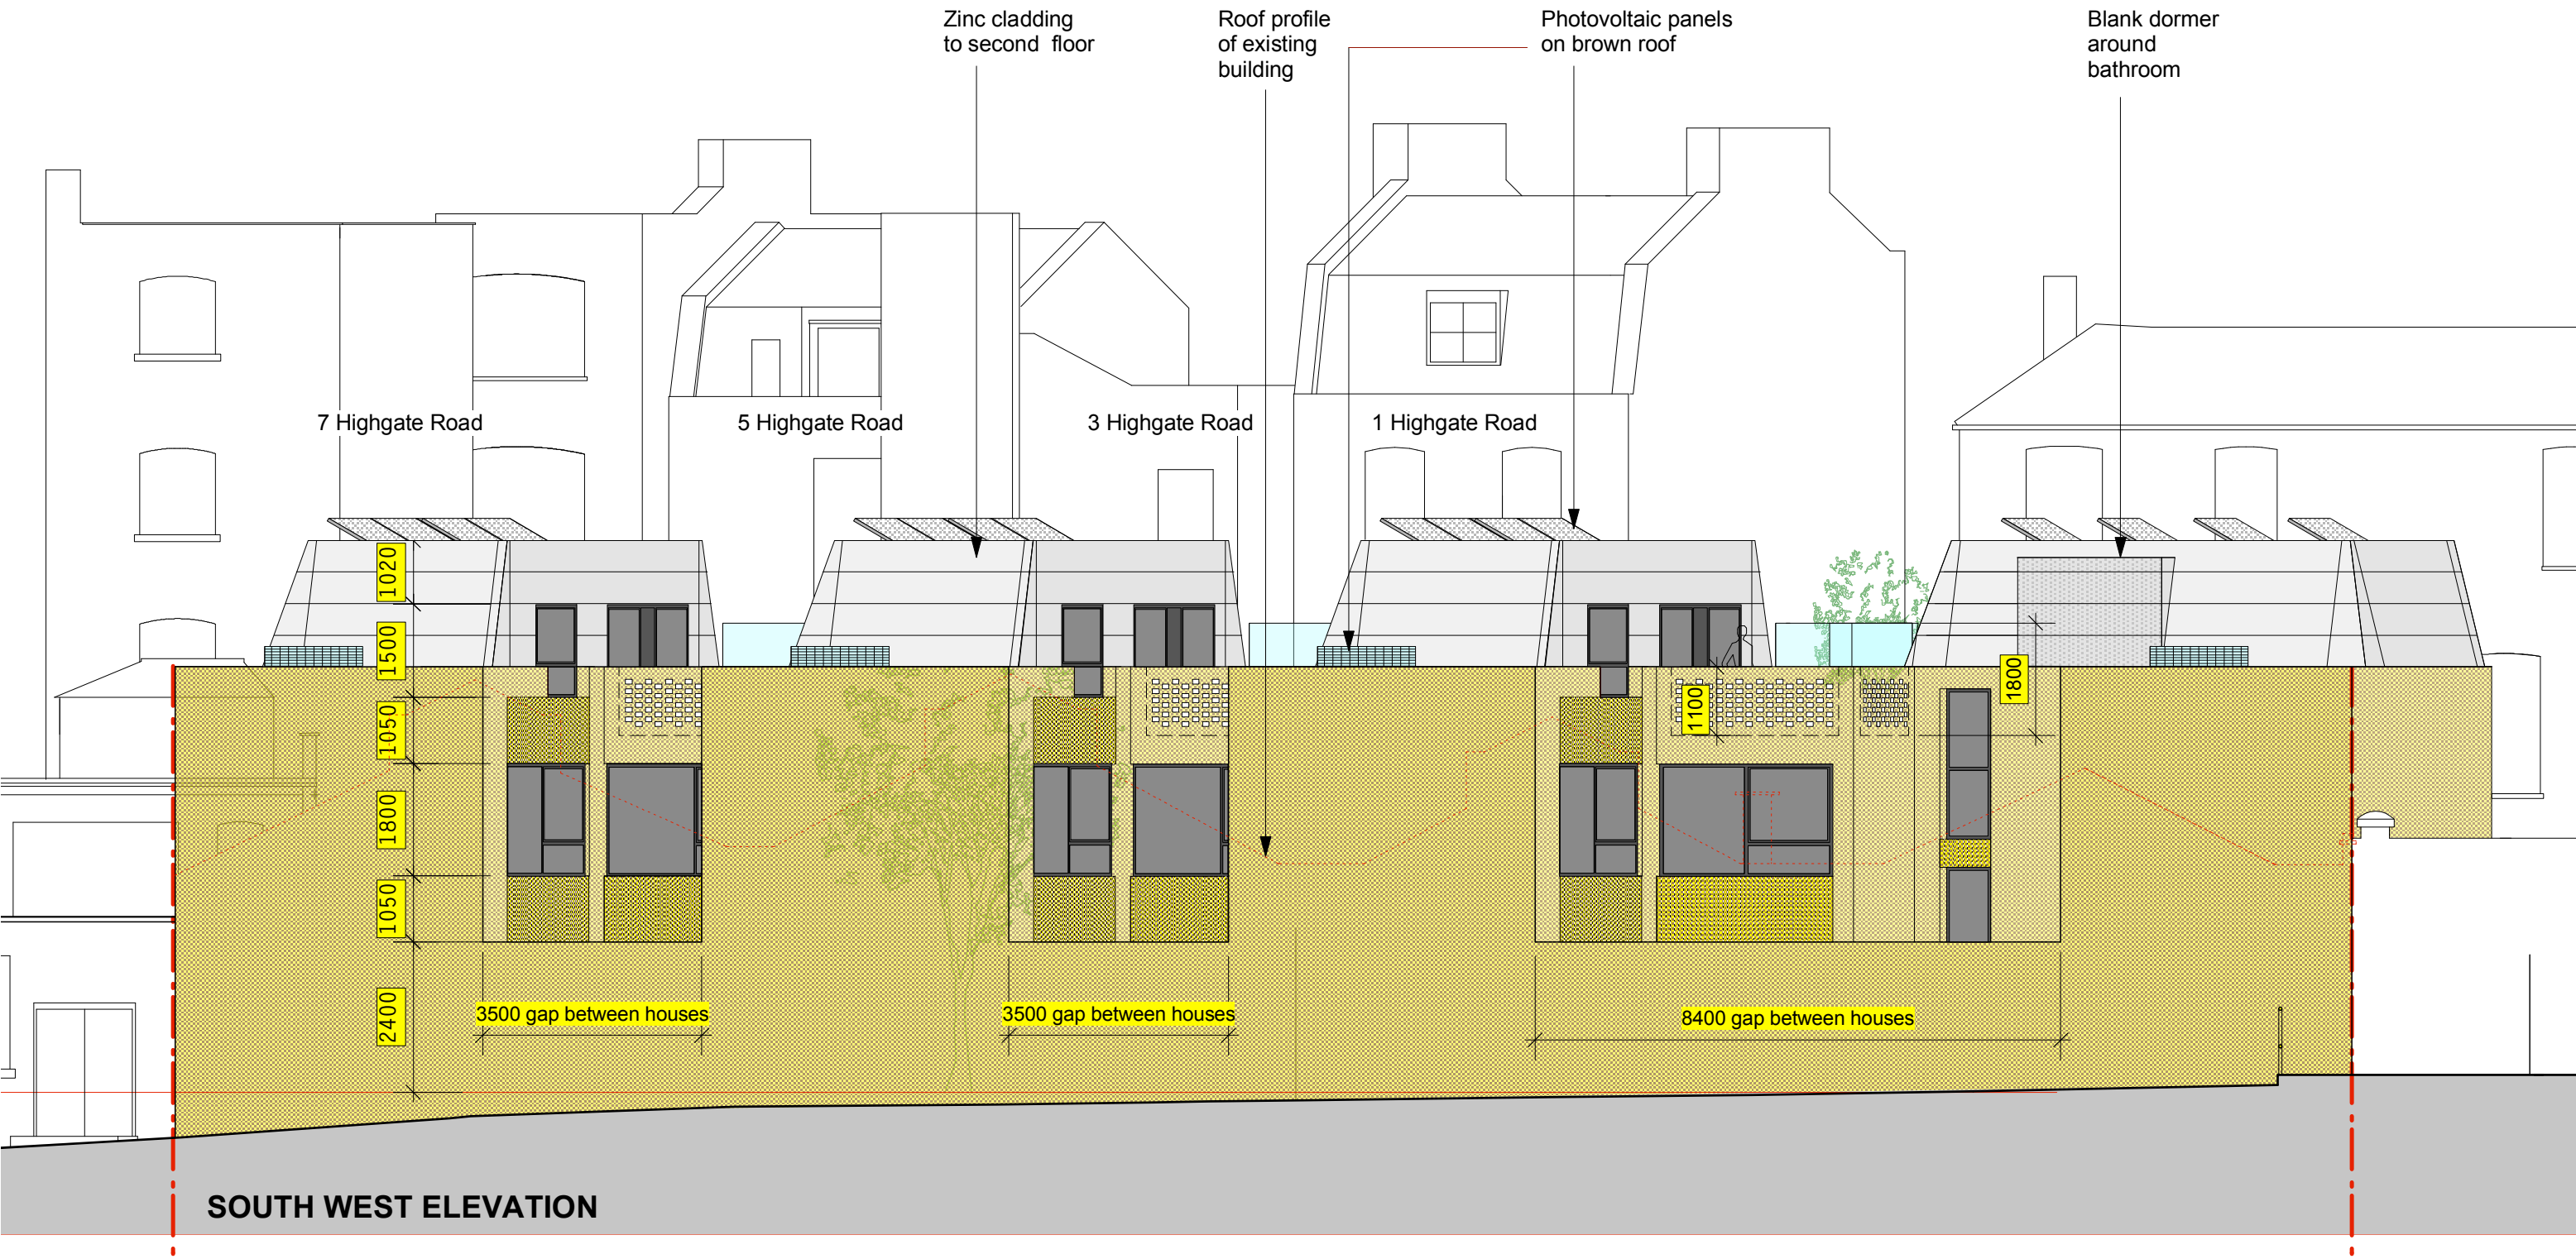 Zinc cladding
to second floor
Roof profile
of existing
building
Photovoltaic panels
on brown roof
Blank dormer
around
bathroom
7 Highgate Road
5 Highgate Road
3 Highgate Road
1 Highgate Road
1020
1500
1050
1800
1050
2400
1100
1800
3500 gap between houses
3500 gap between houses
8400 gap between houses
SOUTH WEST ELEVATION